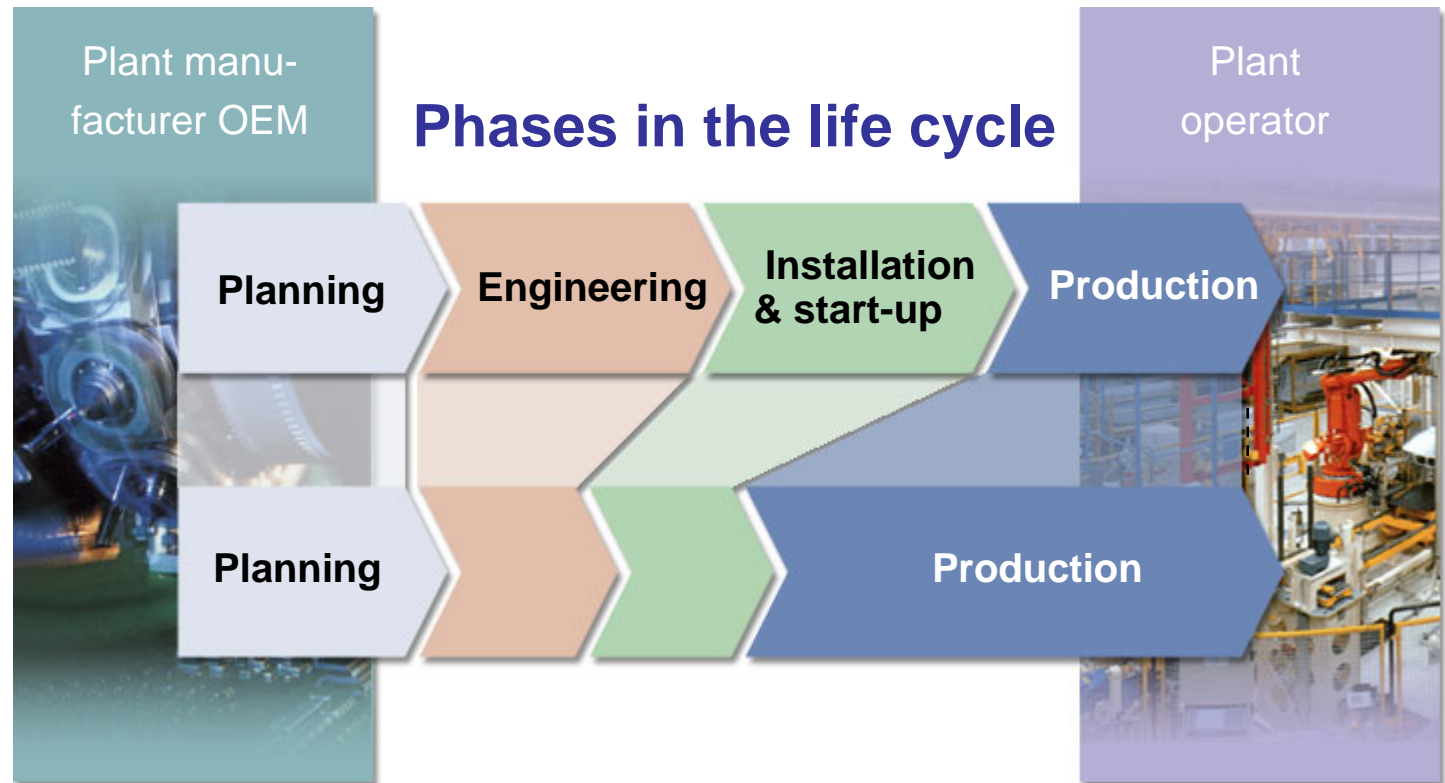 Plant manu-
facturer OEM
Phases in the life cycle
Plant
operator
Planning
Engineering
Installation
& start-up
Production
Planning
Production